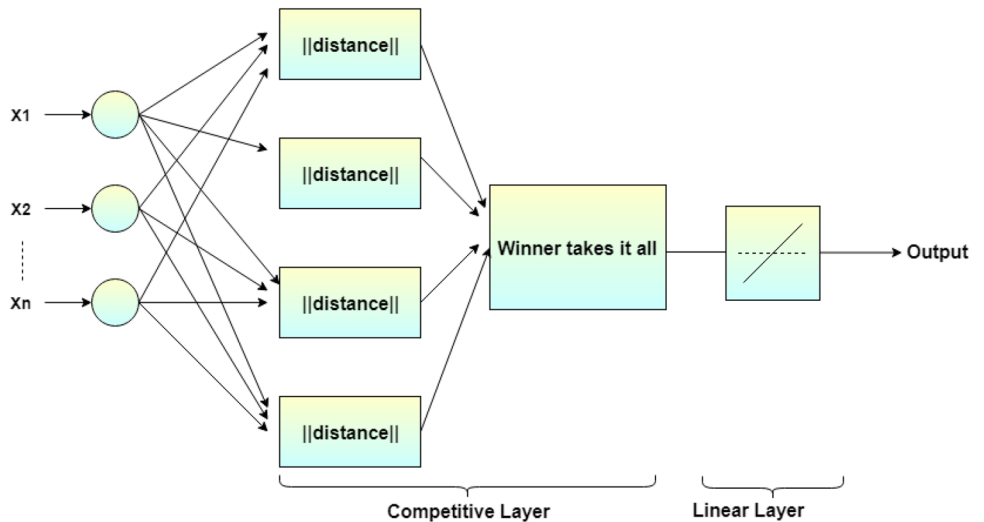 ||distance||
X1
||distance||
X2
Winner takes it all
Output
Xn
||distance||
||distance||
Competitive Layer
Linear Layer